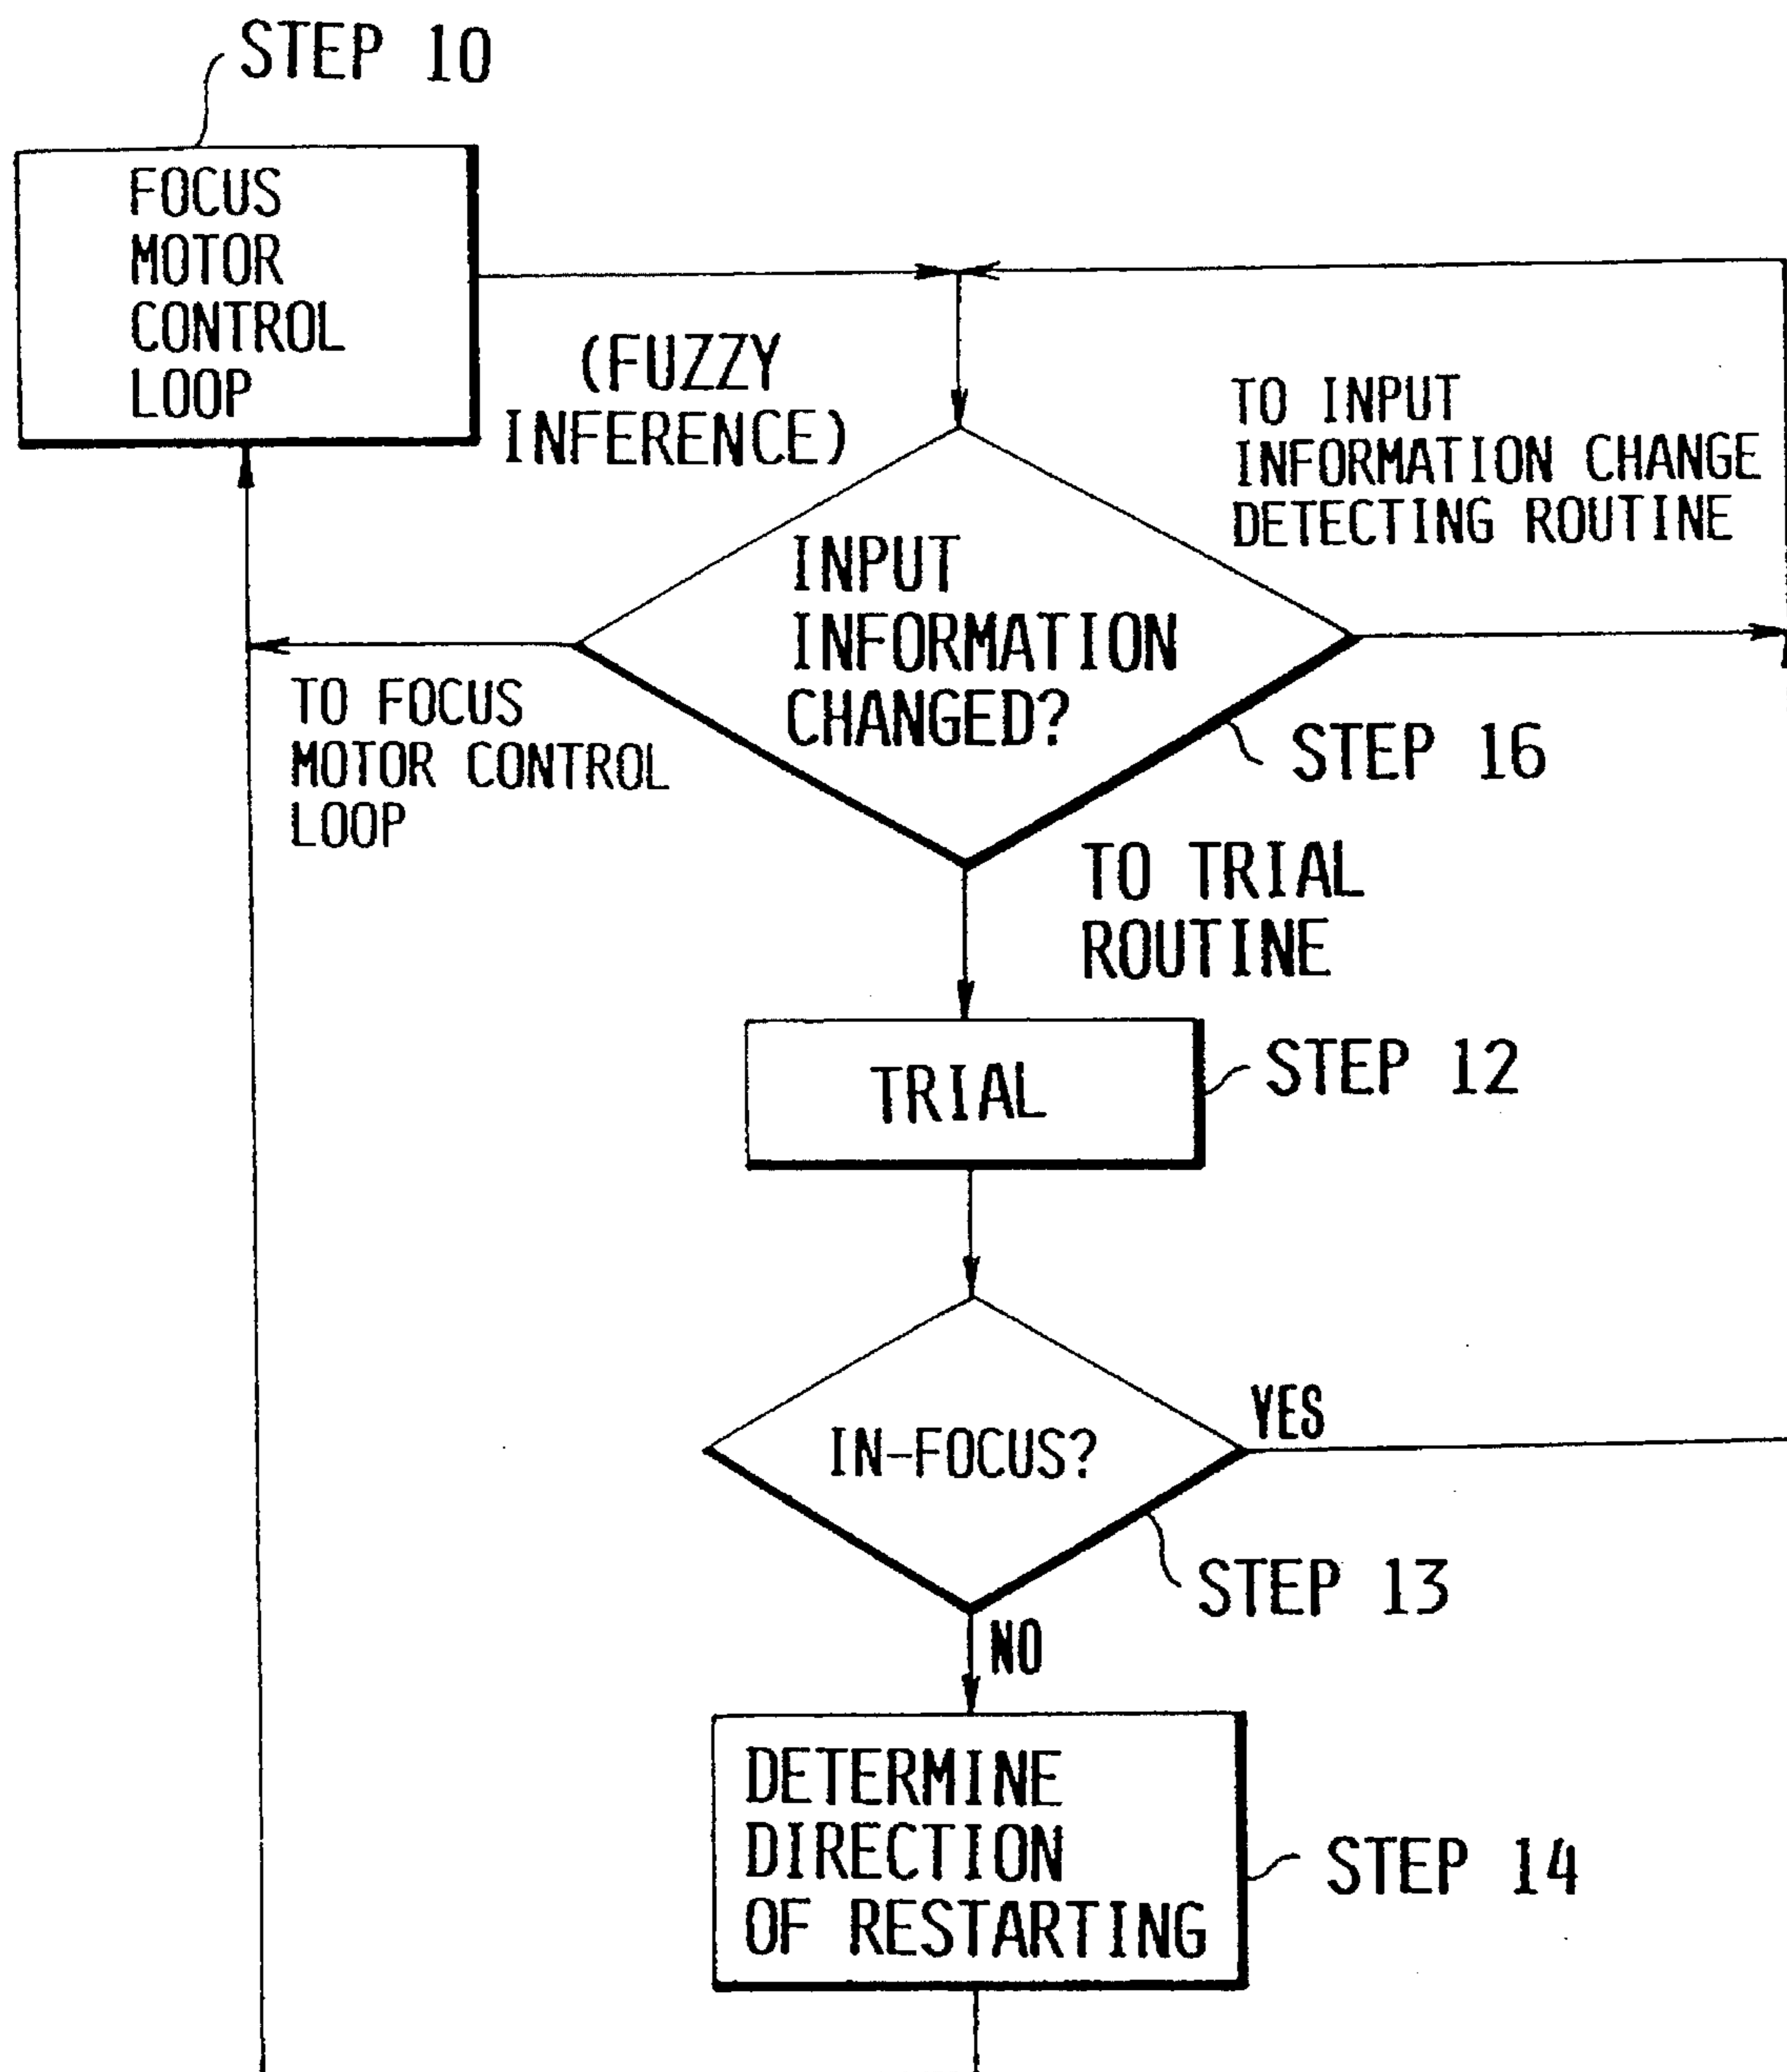 STEP 10
FOCUS
MOTOR
CONTROL
LOOP
(FUZZY
INFERENCE)
TO INPUT
INFORMATION CHANGE
DETECTING ROUTINE
INPUT
INFORMATION
CHANGED?
TO FOCUS
MOTOR CONTROL
LOOP
STEP 16
TO TRIAL
ROUTINE
TRIAL
STEP 12
IN-FOCUS?
YES
STEP 13
NO
DETERMINE
DIRECTION
OF RESTARTING
STEP 14